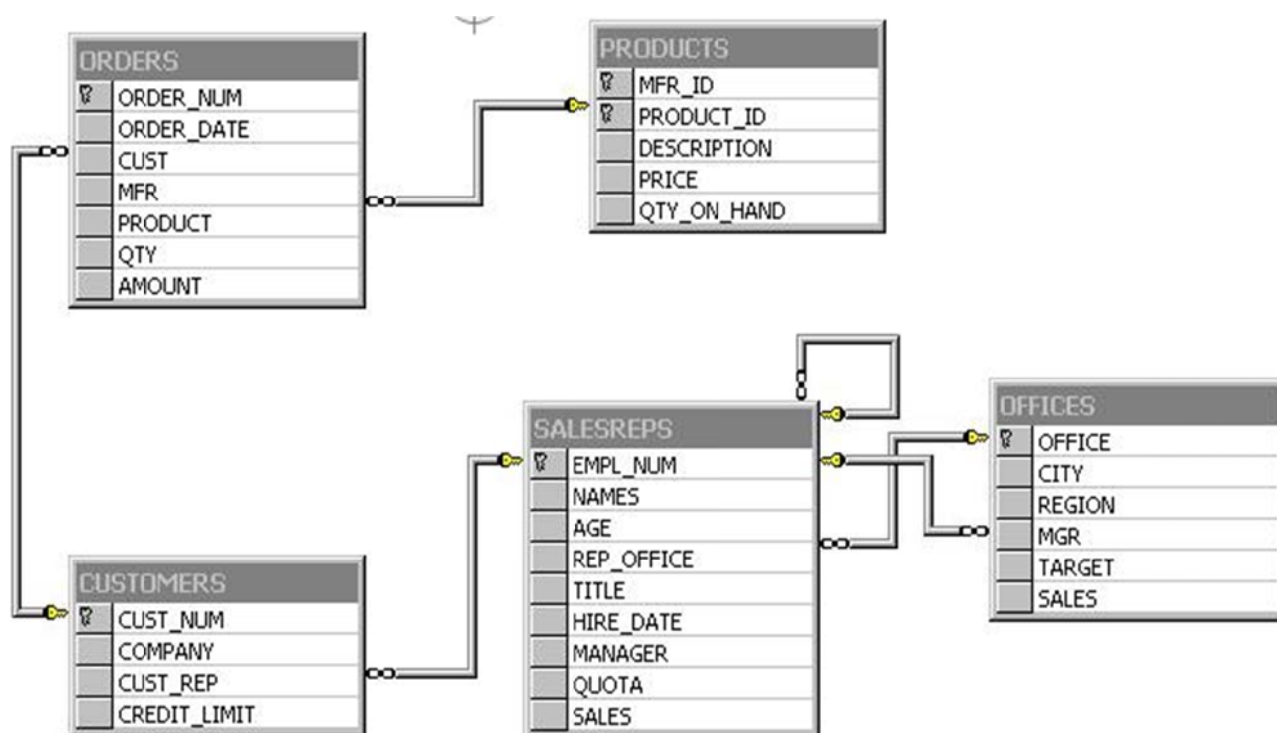 ORDERS
ORDER_NUM
ORDER_DATE
CUST
MFR
PRODUCT
QTY
AMOUNT
PRODUCTS
MFR_ID
PRODUCT_ID
DESCRIPTION
PRICE
QTY_ON_HAND
CUSTOMERS
CUST_NUM
COMPANY
CUST_REP
CREDIT_LIMIT
SALESREPS
EMPL_NUM
NAMES
AGE
REP_OFFICE
TITLE
HIRE_DATE
MANAGER
QUOTA
SALES
OFFICES
OFFICE
CITY
REGION
MGR
TARGET
SALES